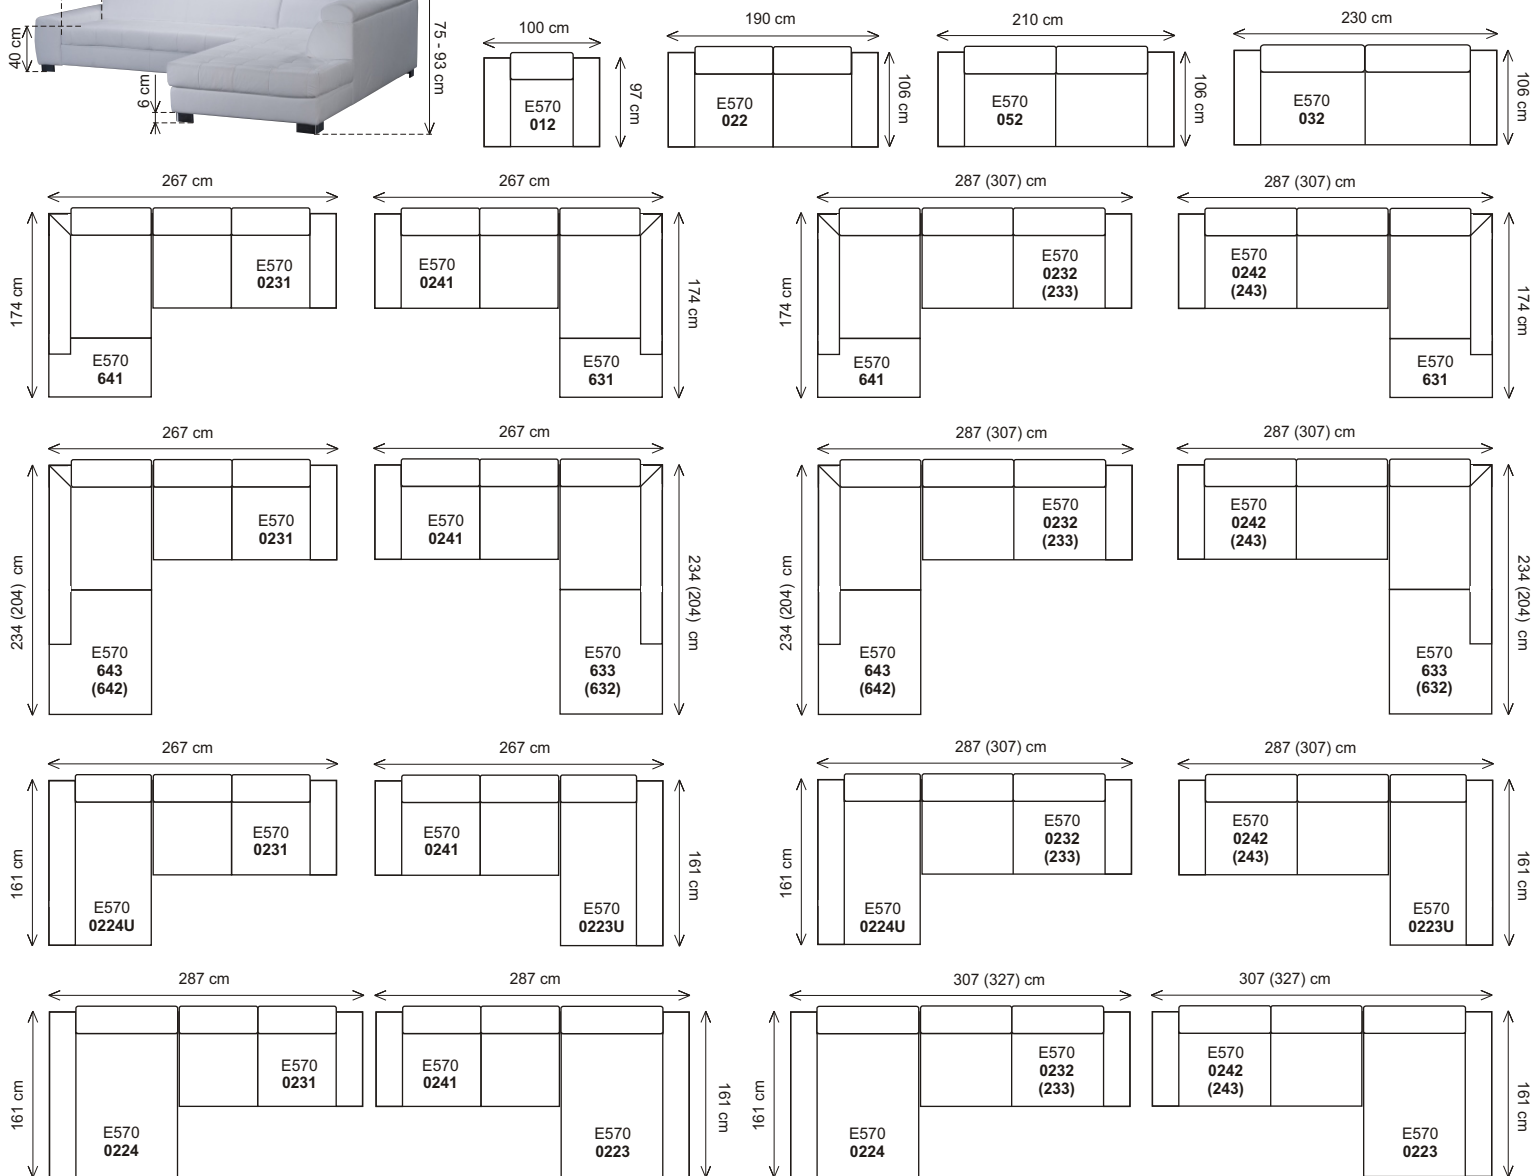 40 cm
6 cm
75 - 93 cm
100 cm
97 cm
E570
012
190 cm
106 cm
E570
022
210 cm
106 cm
E570
052
230 cm
106 cm
E570
032
267 cm
174 cm
E570
0231
E570
641
267 cm
174 cm
E570
0241
E570
631
287 (307) cm
174 cm
E570
0232
(233)
E570
641
287 (307) cm
174 cm
E570
0242
(243)
E570
631
267 cm
234 (204) cm
E570
0231
E570
643
(642)
267 cm
234 (204) cm
E570
0241
E570
633
(632)
287 (307) cm
234 (204) cm
E570
0232
(233)
E570
643
(642)
287 (307) cm
234 (204) cm
E570
0242
(243)
E570
633
(632)
267 cm
161 cm
E570
0231
E570
0224U
267 cm
161 cm
E570
0241
E570
0223U
287 (307) cm
161 cm
E570
0232
(233)
E570
0224U
287 (307) cm
161 cm
E570
0242
(243)
E570
0223U
287 cm
161 cm
E570
0231
E570
0224
287 cm
161 cm
E570
0241
E570
0223
307 (327) cm
161 cm
E570
0232
(233)
E570
0224
307 (327) cm
161 cm
E570
0242
(243)
E570
0223